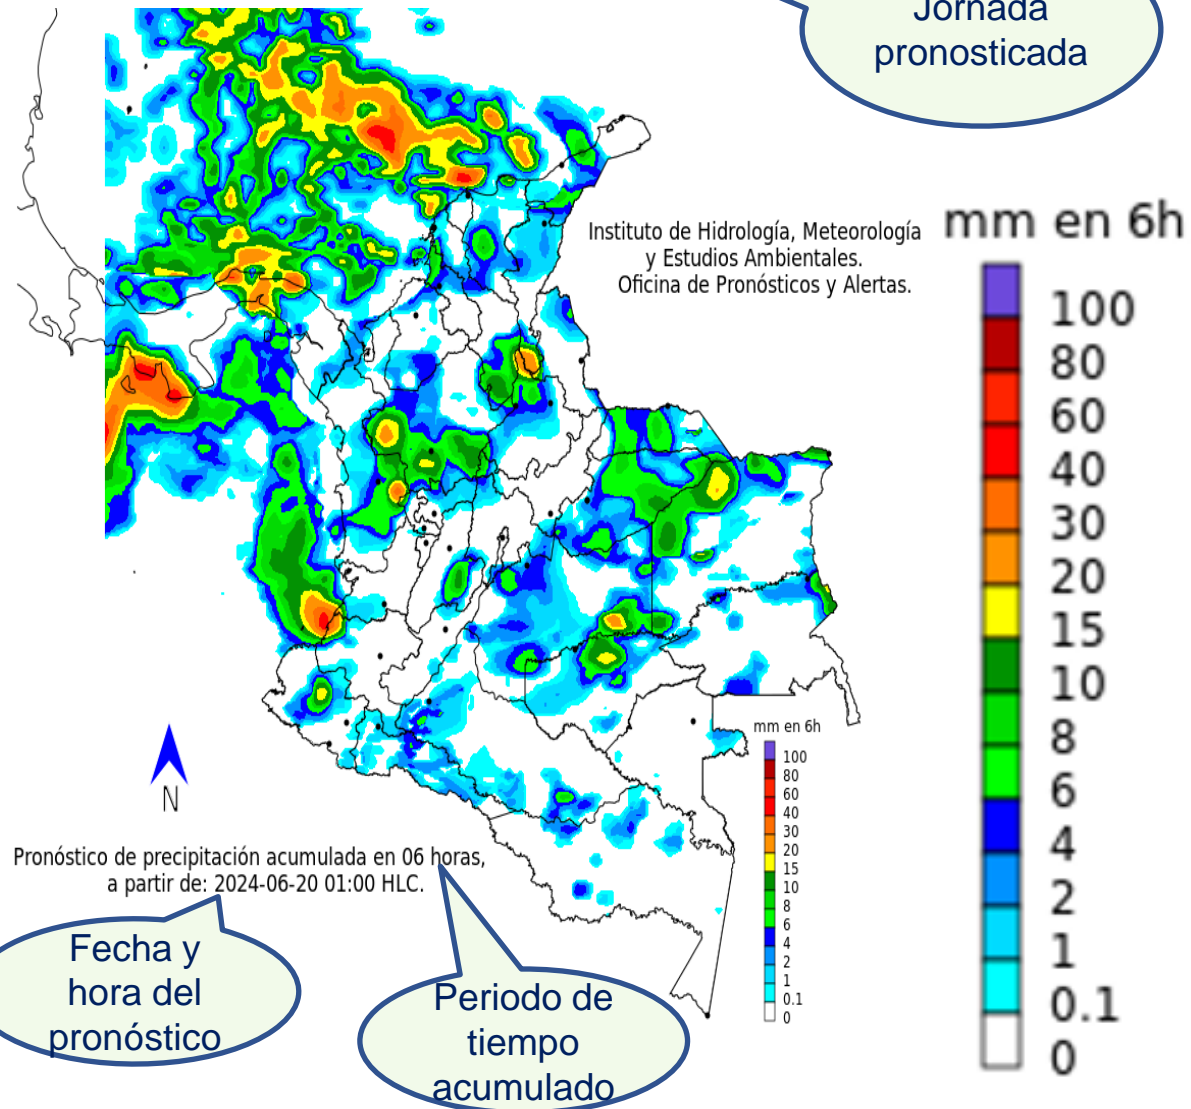 Jornada
pronosticada
Instituto de Hidrología, Meteorología
y Estudios Ambientales.
Oficina de Pronósticos y Alertas.
mm en 6h
100
80
60
40
30
20
15
10
8
6
4
2
1
0.1
0
mm en 6h
100
80
60
40
30
20
15
10
8
6
4
2
1
0.1
0
N
Pronóstico de precipitación acumulada en 06 horas,
a partir de: 2024-06-20 01:00 HLC.
Fecha y
hora del
pronóstico
Periodo de
tiempo
acumulado